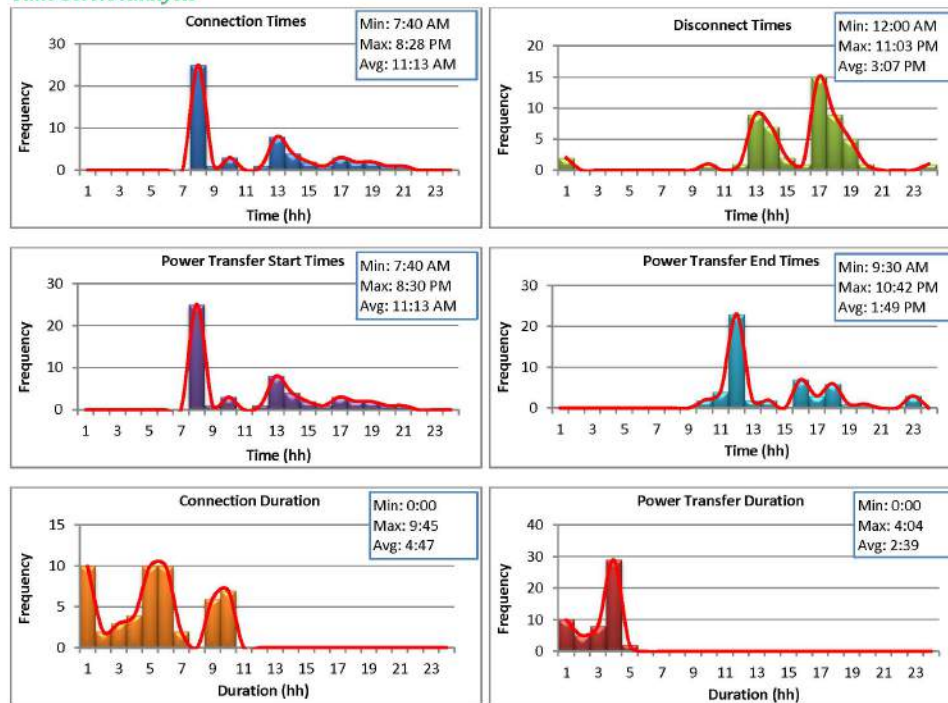 Connection Times
Min: 7:40 AM
Max: 8:28 PM
Avg: 11:13 AM
Frequency
30
20
10
0
1 3 5 7 9 11 13 15 17 19 21 23
Time (hh)
Disconnect Times
Min: 12:00 AM
Max: 11:03 PM
Avg: 3:07 PM
Frequency
20
15
10
5
0
1 3 5 7 9 11 13 15 17 19 21 23
Time (hh)
Power Transfer Start Times
Min: 7:40 AM
Max: 8:30 PM
Avg: 11:13 AM
Frequency
30
20
10
0
1 3 5 7 9 11 13 15 17 19 21 23
Time (hh)
Power Transfer End Times
Min: 9:30 AM
Max: 10:42 PM
Avg: 1:49 PM
Frequency
30
20
10
0
1 3 5 7 9 11 13 15 17 19 21 23
Time (hh)
Connection Duration
Min: 0:00
Max: 9:45
Avg: 4:47
Frequency
15
10
5
0
1 3 5 7 9 11 13 15 17 19 21 23
Duration (hh)
Power Transfer Duration
Min: 0:00
Max: 4:04
Avg: 2:39
Frequency
40
30
20
10
0
1 3 5 7 9 11 13 15 17 19 21 23
Duration (hh)